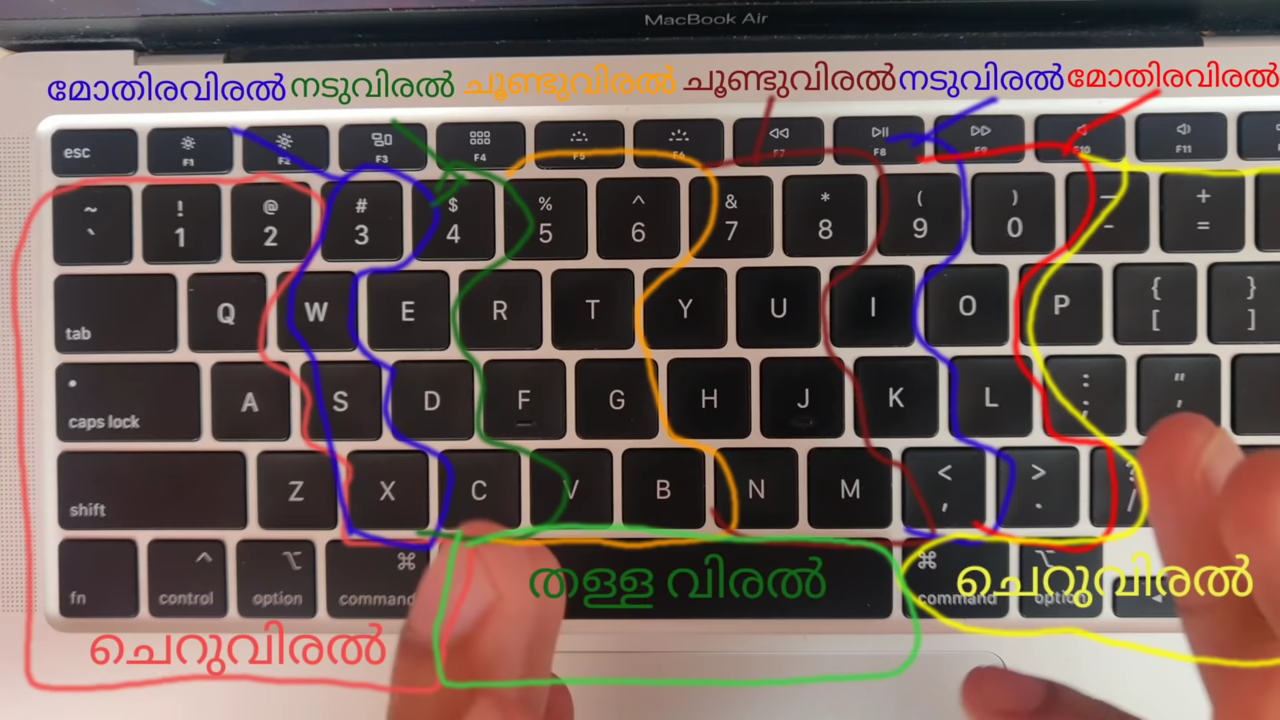 MacBook Air
മോതിരവിരൽ നടുവിരൽ ചൂണ്ടുവിരൽ ചൂണ്ടുവിരൽ നടുവിരൽ മോതിരവിരൽ
esc F1 F2 F3 F4 F5 F6 F7 F8 F9 F10 F11
~ ! @ # $ % ^ & * ( ) — +
` 1 2 3 4 5 6 7 8 9 0 - =
tab Q W E R T Y U I O P { [ } ]
caps lock A S D F G H J K L : ; " '
shift Z X C V B N M < , > .
fn control option ⌘ command ⌘ command option
തള്ള വിരൽ ചെറുവിരൽ
ചെറുവിരൽ